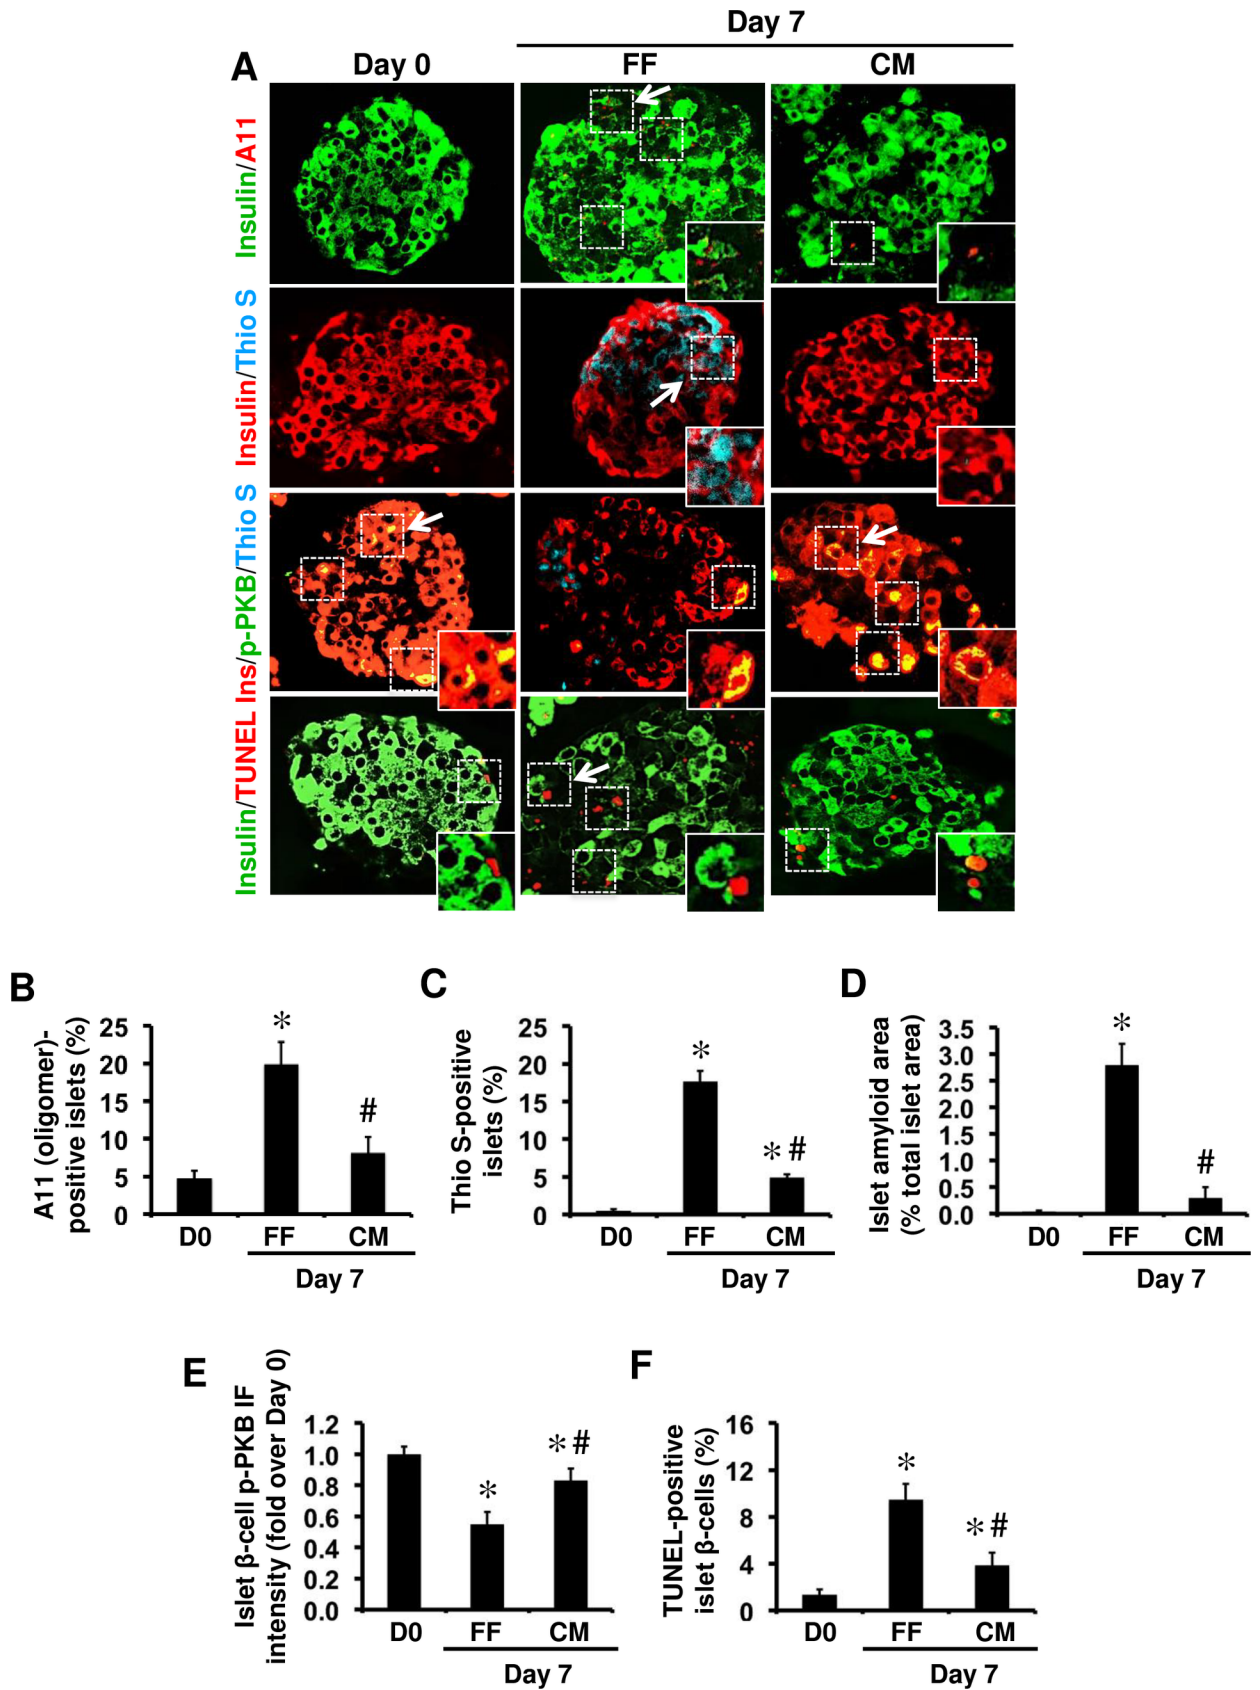 Day 7
A
Day 0
FF
CM
Insulin/A11
Insulin/Thio S
Ins/p-PKB/Thio S
Insulin/TUNEL
B
A11 (oligomer)-
positive islets (%)
25
20
15
10
5
0
*
#
D0
FF
CM
Day 7
C
Thio S-positive
islets (%)
25
20
15
10
5
0
*
* #
D0
FF
CM
Day 7
D
Islet amyloid area
(% total islet area)
3.5
3.0
2.5
2.0
1.5
1.0
0.5
0.0
*
#
D0
FF
CM
Day 7
E
Islet β-cell p-PKB IF
intensity (fold over Day 0)
1.2
1.0
0.8
0.6
0.4
0.2
0.0
*
* #
D0
FF
CM
Day 7
F
TUNEL-positive
islet β-cells (%)
16
12
8
4
0
*
* #
D0
FF
CM
Day 7